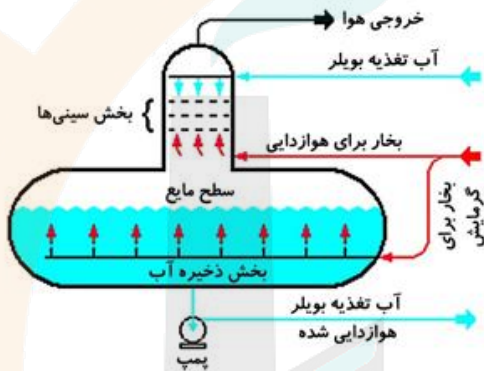 خروجی هوا
آب تغذیه بویلر
بخش سینی‌ها
بخار برای هوازدایی
سطح مایع
بخار برای
گرمایش
بخش ذخیره آب
آب تغذیه بویلر
هوازدایی شده
پمپ